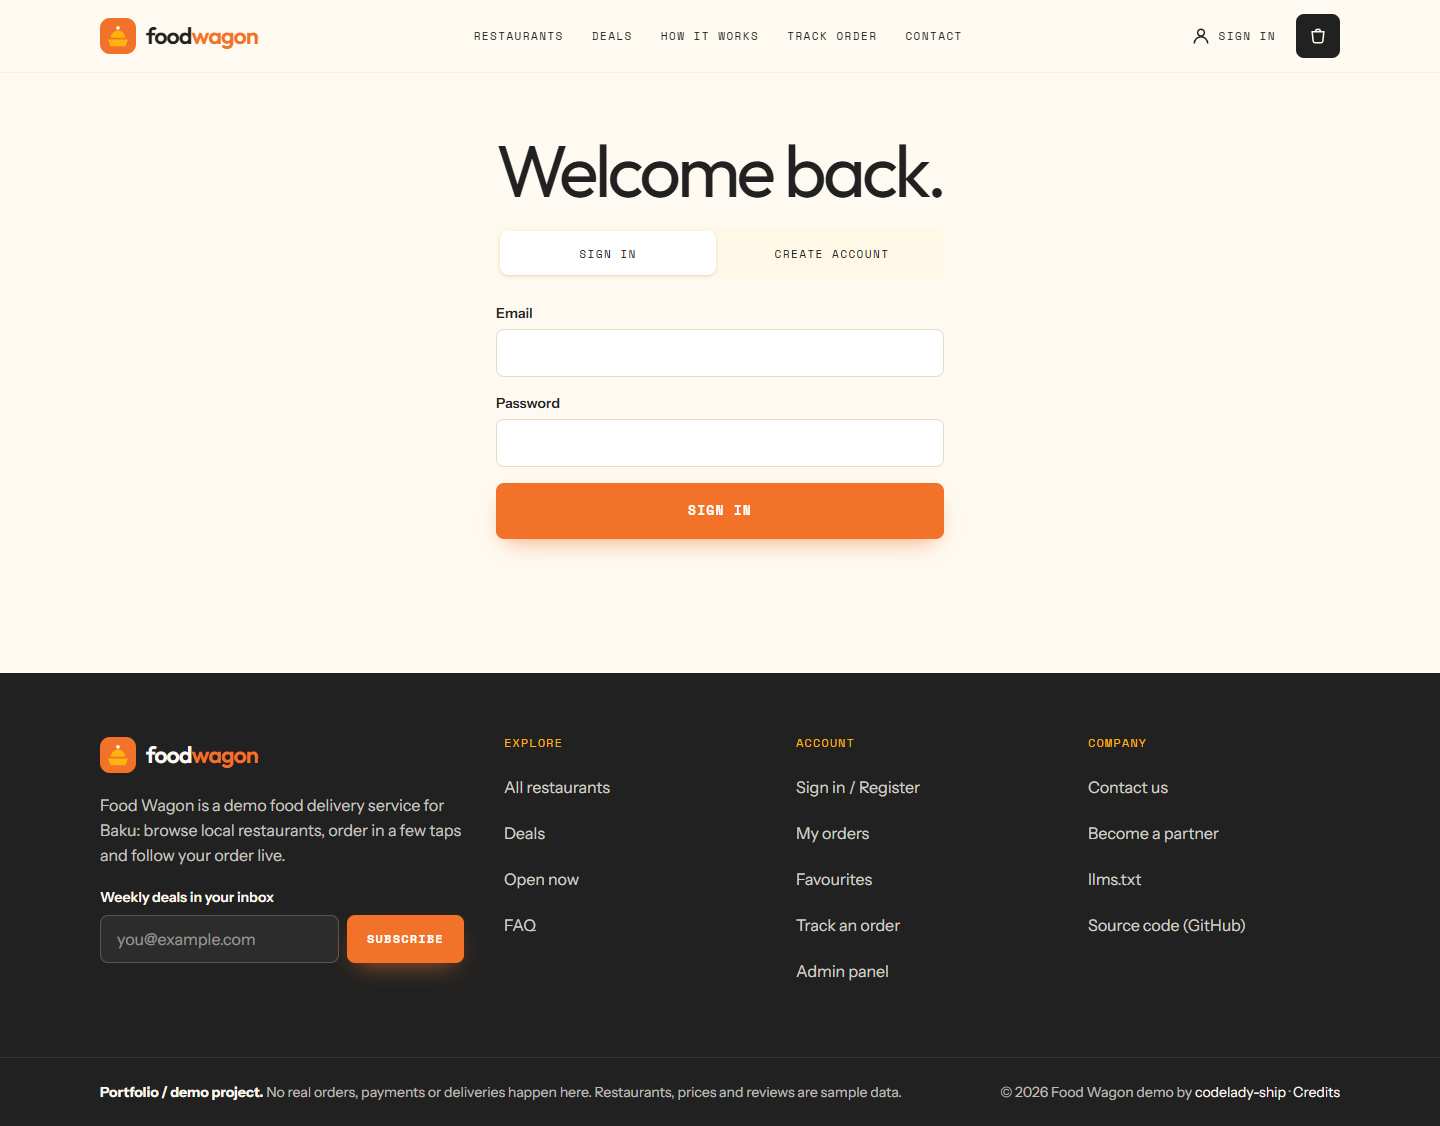 foodwagon
RESTAURANTS DEALS HOW IT WORKS TRACK ORDER CONTACT
SIGN IN
Welcome back.
SIGN IN CREATE ACCOUNT
Email
Password
SIGN IN
foodwagon
Food Wagon is a demo food delivery service for
Baku: browse local restaurants, order in a few taps
and follow your order live.
Weekly deals in your inbox
you@example.com SUBSCRIBE
EXPLORE
All restaurants
Deals
Open now
FAQ
ACCOUNT
Sign in / Register
My orders
Favourites
Track an order
Admin panel
COMPANY
Contact us
Become a partner
llms.txt
Source code (GitHub)
Portfolio / demo project. No real orders, payments or deliveries happen here. Restaurants, prices and reviews are sample data.
© 2026 Food Wagon demo by codelady-ship · Credits